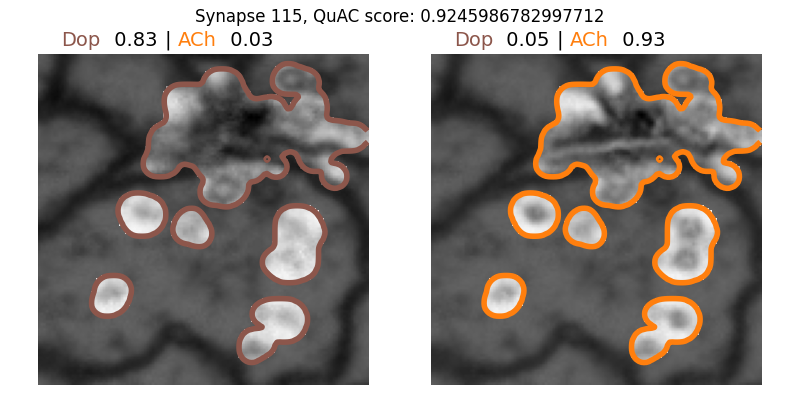 Synapse 115, QuAC score: 0.9245986782997712
Dop 0.83 | ACh 0.03
Dop 0.05 | ACh 0.93